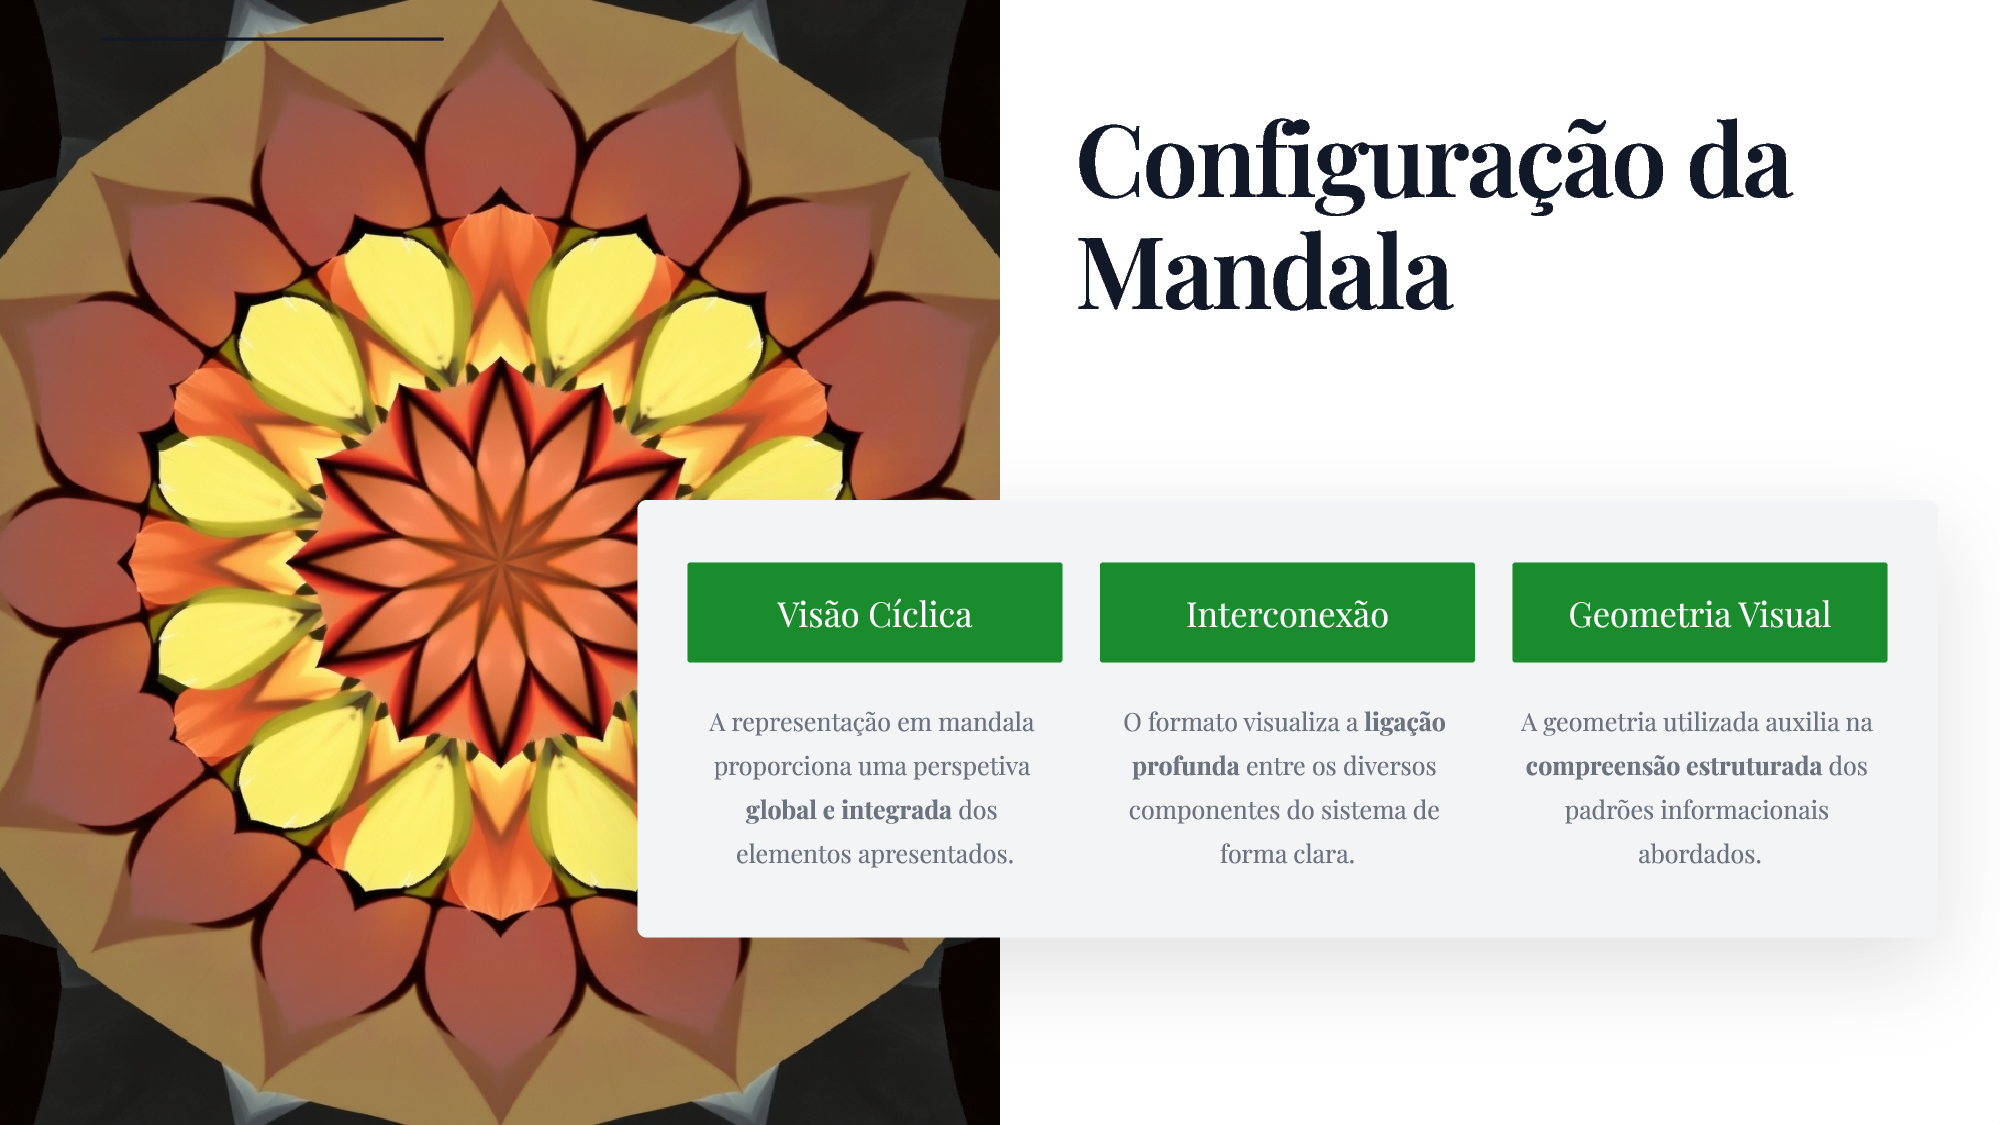 Configuração da
Mandala
Visão Cíclica
A representação em mandala
proporciona uma perspetiva
global e integrada dos
elementos apresentados.
Interconexão
O formato visualiza a ligação
profunda entre os diversos
componentes do sistema de
forma clara.
Geometria Visual
A geometria utilizada auxilia na
compreensão estruturada dos
padrões informacionais
abordados.